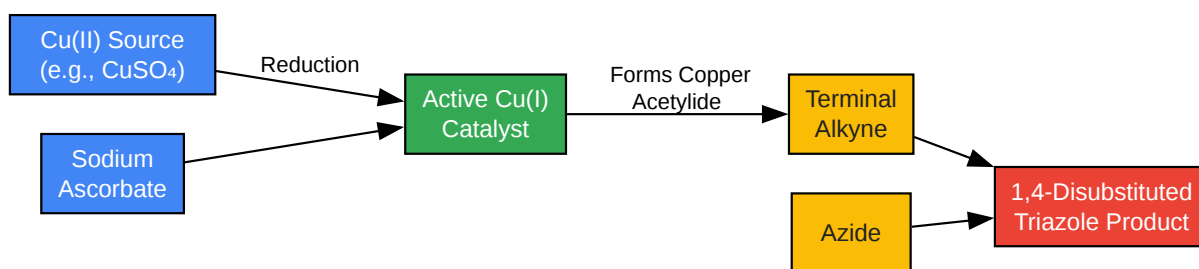 Cu(II) Source
(e.g., CuSO₄)
Reduction
Sodium
Ascorbate
Active Cu(I)
Catalyst
Forms Copper
Acetylide
Terminal
Alkyne
Azide
1,4-Disubstituted
Triazole Product